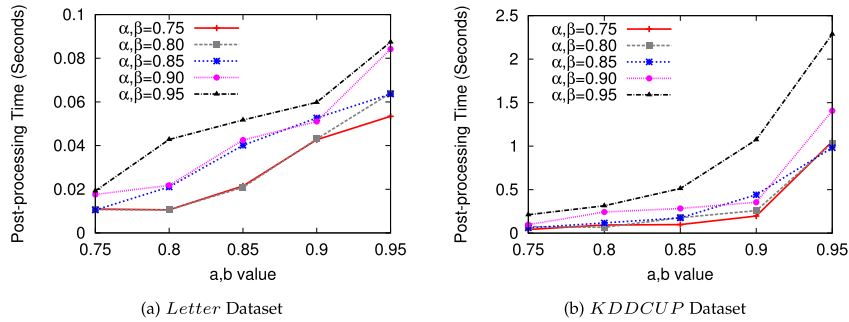 0.1
0.08
0.06
0.04
0.02
0
0.75
0.8
0.85
0.9
0.95
Post-processing Time (Seconds)
a,b value
α,β=0.75
α,β=0.80
α,β=0.85
α,β=0.90
α,β=0.95
(a) Letter Dataset
2.5
2
1.5
1
0.5
0
0.75
0.8
0.85
0.9
0.95
Post-processing Time (Seconds)
a,b value
α,β=0.75
α,β=0.80
α,β=0.85
α,β=0.90
α,β=0.95
(b) KDDCUP Dataset